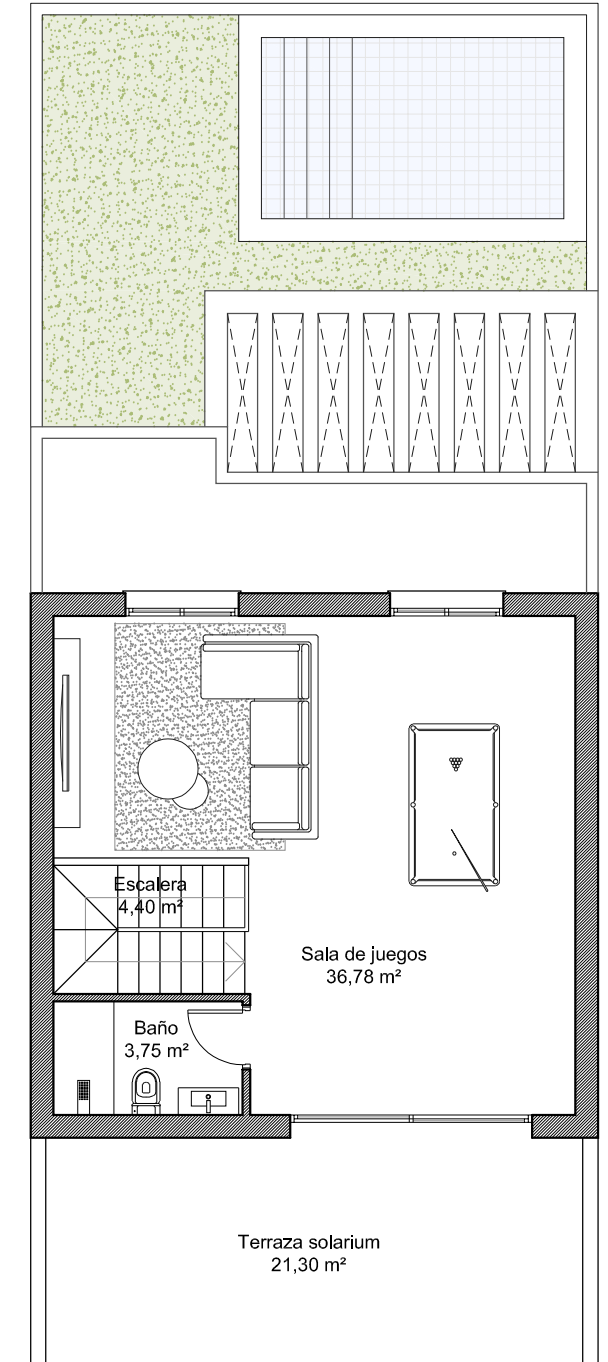 Escalera
4,40 m²
Sala de juegos
36,78 m²
Baño
3,75 m²
Terraza solarium
21,30 m²